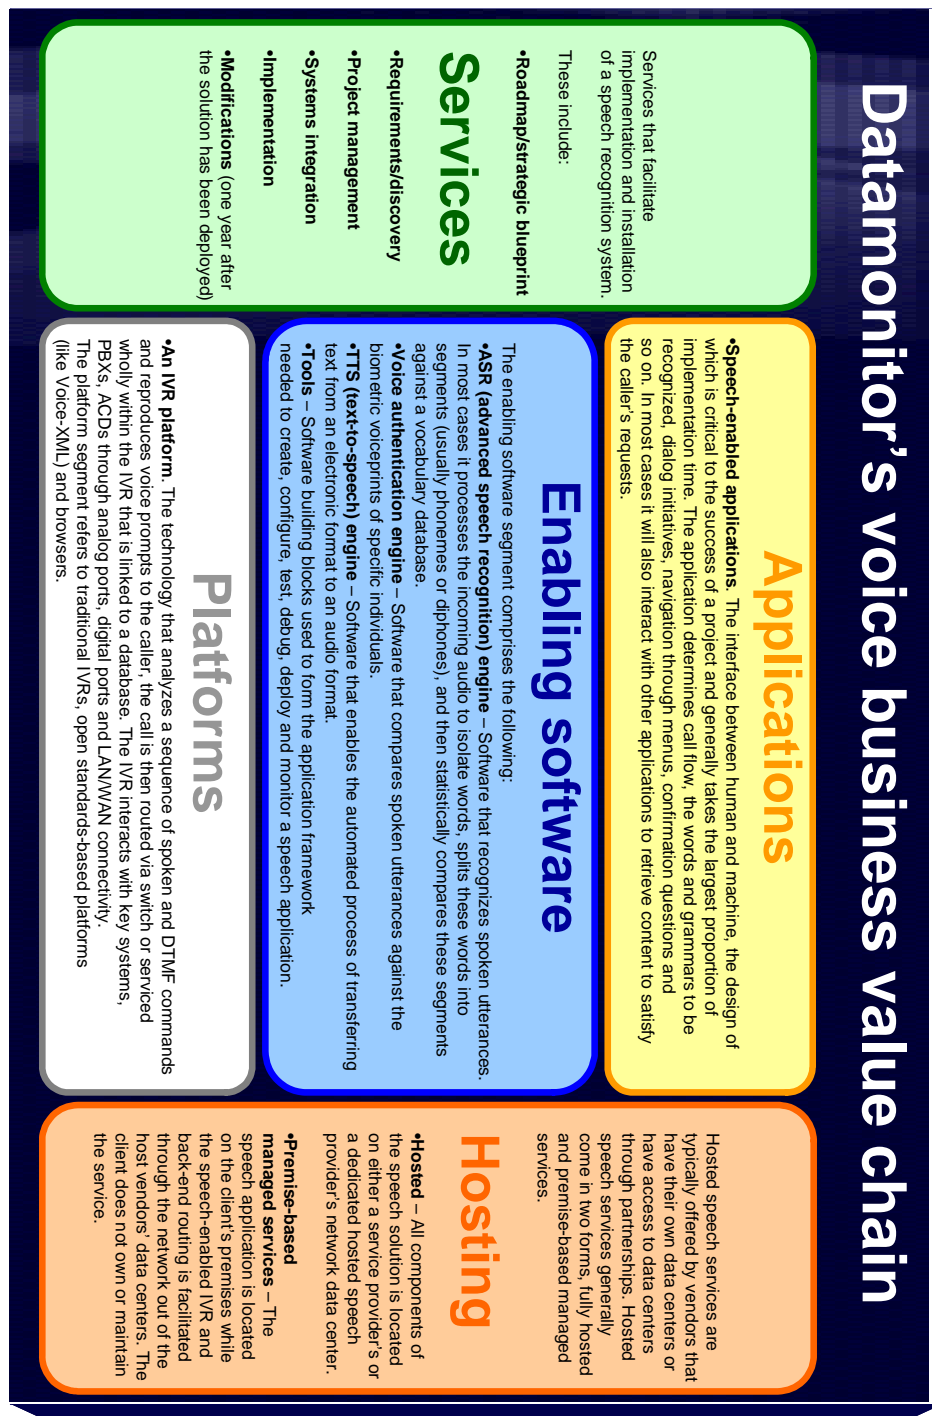 Datamonitor's voice business value chain
Services that facilitate
implementation and installation
of a speech recognition system.
These include:
•Roadmap/strategic blueprint
Services
•Requirements/discovery
•Project management
•Systems integration
•Implementation
•Modifications (one year after
the solution has been deployed)
Applications
•Speech-enabled applications. The interface between human and machine, the design of
which is critical to the success of a project and generally takes the largest proportion of
implementation time. The application determines call flow, the words and grammars to be
recognized, dialog initiatives, navigation through menus, confirmation questions and
so on. In most cases it will also interact with other applications to retrieve content to satisfy
the caller's requests.
Enabling software
The enabling software segment comprises the following:
•ASR (advanced speech recognition) engine – Software that recognizes spoken utterances.
In most cases it processes the incoming audio to isolate words, splits these words into
segments (usually phonemes or diphones), and then statistically compares these segments
against a vocabulary database.
•Voice authentication engine – Software that compares spoken utterances against the
biometric voiceprints of specific individuals.
•TTS (text-to-speech) engine – Software that enables the automated process of transferring
text from an electronic format to an audio format.
•Tools – Software building blocks used to form the application framework
needed to create, configure, test, debug, deploy and monitor a speech application.
Platforms
•An IVR platform. The technology that analyzes a sequence of spoken and DTMF commands
and reproduces voice prompts to the caller, the call is then routed via switch or serviced
wholly within the IVR that is linked to a database. The IVR interacts with key systems,
PBXs, ACDs through analog ports, digital ports and LAN/WAN connectivity.
The platform segment refers to traditional IVRs, open standards-based platforms
(like Voice-XML) and browsers.
Hosted speech services are
typically offered by vendors that
have their own data centers or
have access to data centers
through partnerships. Hosted
speech services generally
come in two forms, fully hosted
and premise-based managed
services.
Hosting
•Hosted – All components of
the speech solution is located
on either a service provider's or
a dedicated hosted speech
provider's network data center.
•Premise-based
managed services – The
speech application is located
on the client's premises while
the speech-enabled IVR and
back-end routing is facilitated
through the network out of the
host vendors' data centers. The
client does not own or maintain
the service.